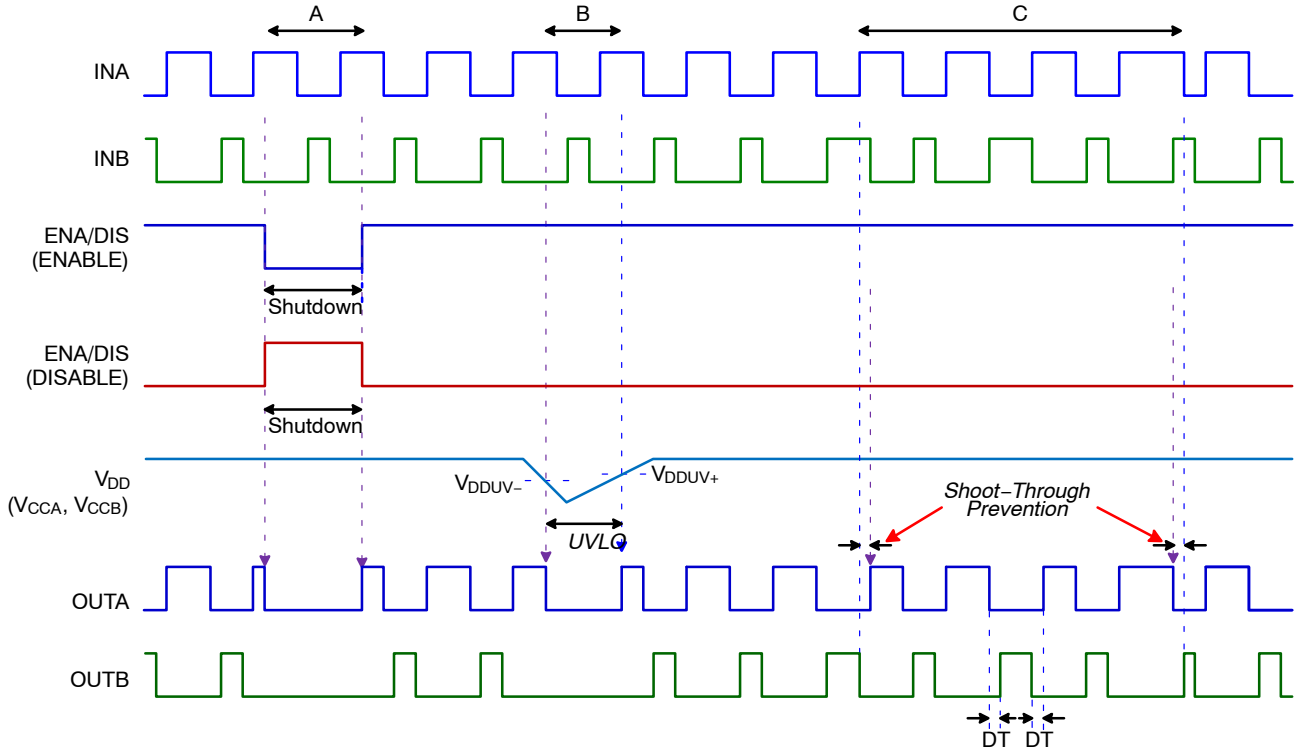 A
B
C
INA
INB
ENA/DIS
(ENABLE)
Shutdown
ENA/DIS
(DISABLE)
Shutdown
VDD
(VCCA, VCCB)
VDDUV−
VDDUV+
UVLO
Shoot−Through
Prevention
OUTA
OUTB
DT
DT